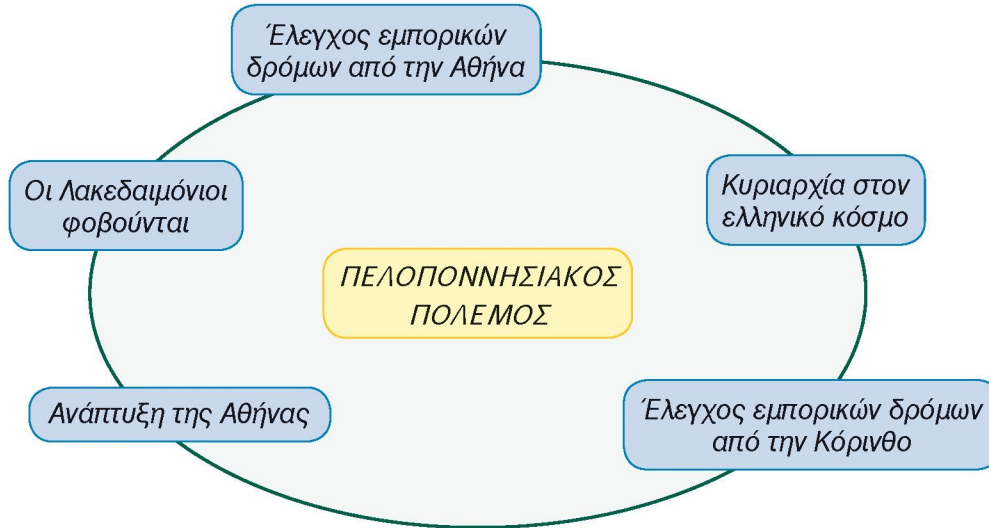 Έλεγχος εμπορικών
δρόμων από την Αθήνα
Οι Λακεδαιμόνιοι
φοβούνται
Κυριαρχία στον
ελληνικό κόσμο
ΠΕΛΟΠΟΝΝΗΣΙΑΚΟΣ
ΠΟΛΕΜΟΣ
Ανάπτυξη της Αθήνας
Έλεγχος εμπορικών δρόμων
από την Κόρινθο